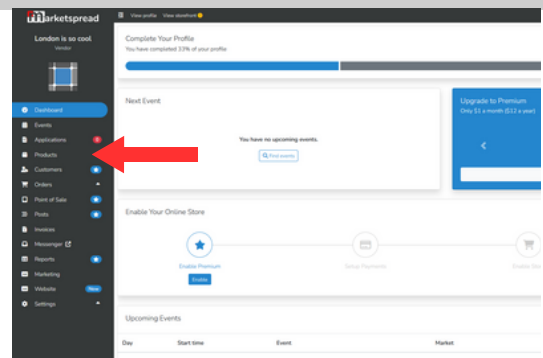 marketspread
View profile View storefront
London is so cool
Vendor
Complete Your Profile
You have completed 33% of your profile
Dashboard
Events
Applications
Products
Customers
Orders
Point of Sale
Posts
Invoices
Messenger
Reports
Marketing
Website New
Settings
Next Event
You have no upcoming events.
Find events
Upgrade to Premium
Only $1 a month ($12 a year)
Enable Your Online Store
Enable Premium
Setup Payments
Enable Sto
Enable
Upcoming Events
Day Start time Event Market